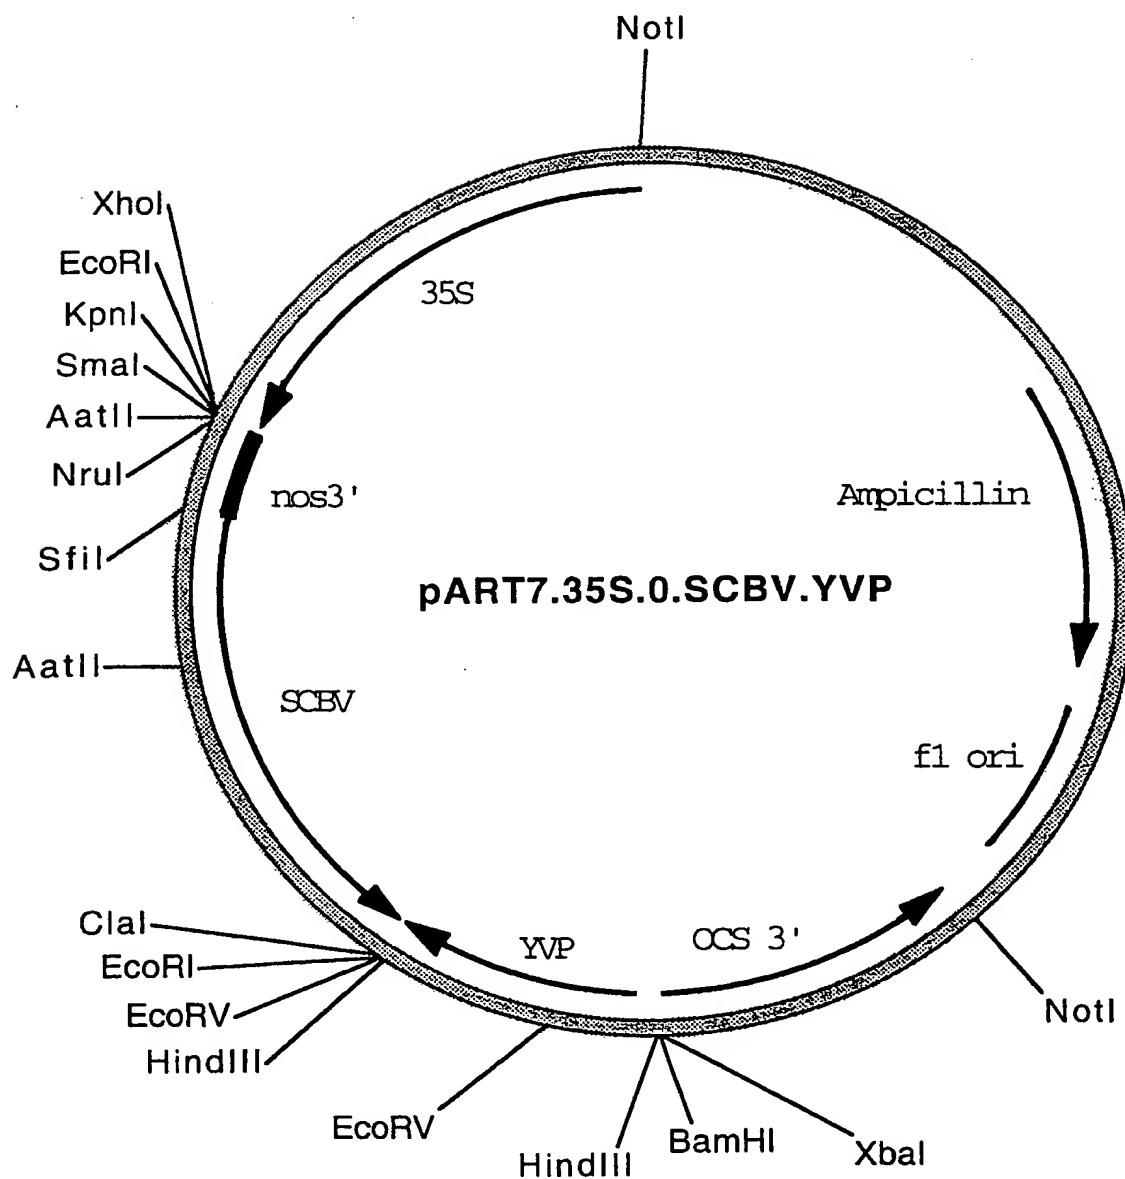 NotI
XhoI
EcoRI
KpnI
SmaI
AatII
NruI
SfiI
AatII
35S
nos3'
Ampicillin
pART7.35S.0.SCBV.YVP
SCBV
f1 ori
ClaI
EcoRI
EcoRV
HindIII
YVP
OCS 3'
NotI
EcoRV
HindIII
BamHI
XbaI